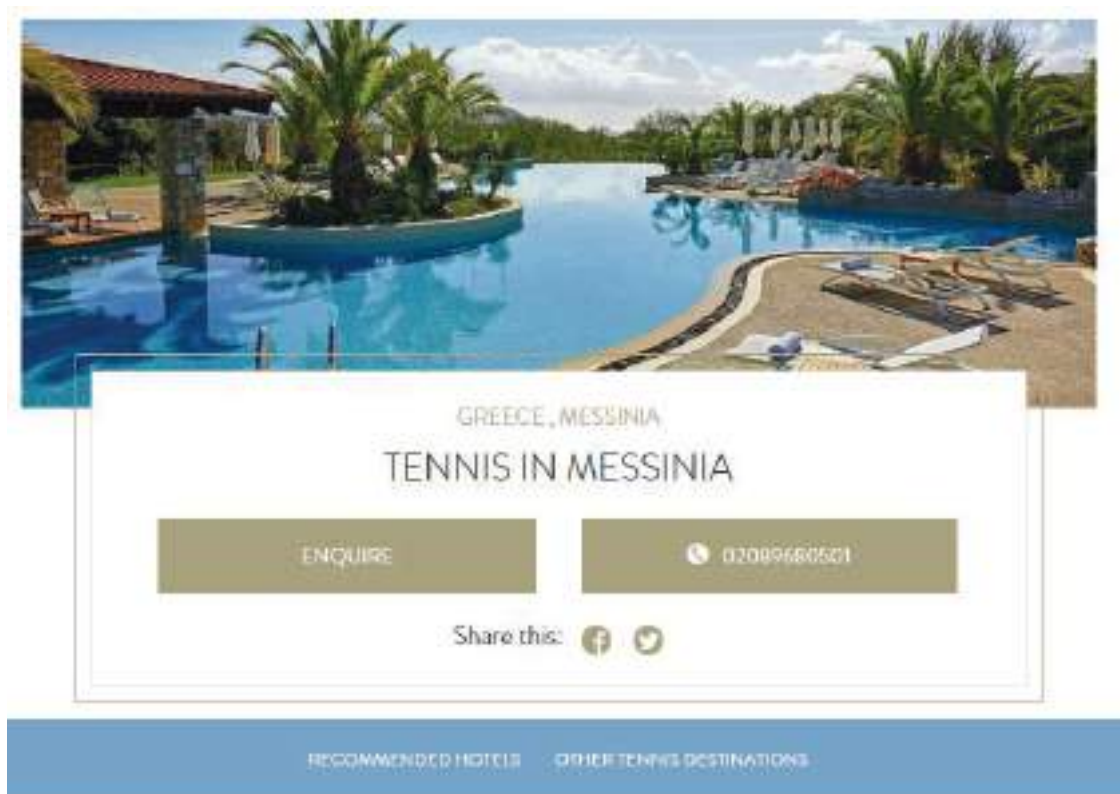 GREECE, MESSINIA
TENNIS IN MESSINIA
ENQUIRE
02089680501
Share this:
RECOMMENDED HOTELS OTHER TENNIS DESTINATIONS